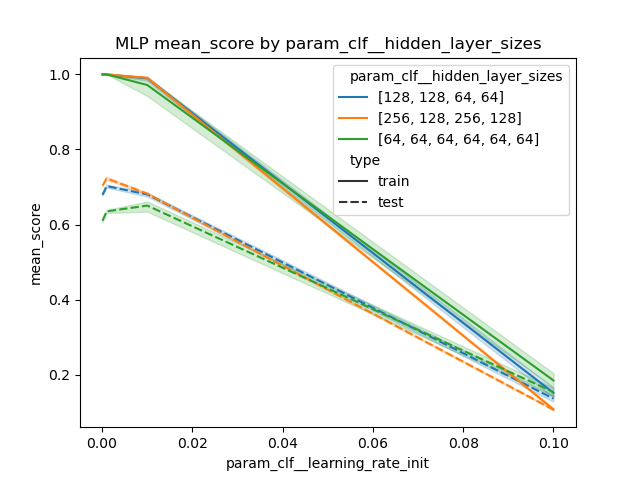 MLP mean_score by param_clf__hidden_layer_sizes
param_clf__hidden_layer_sizes
[128, 128, 64, 64]
[256, 128, 256, 128]
[64, 64, 64, 64, 64, 64]
type
train
test
mean_score
1.0
0.8
0.6
0.4
0.2
0.00 0.02 0.04 0.06 0.08 0.10
param_clf__learning_rate_init